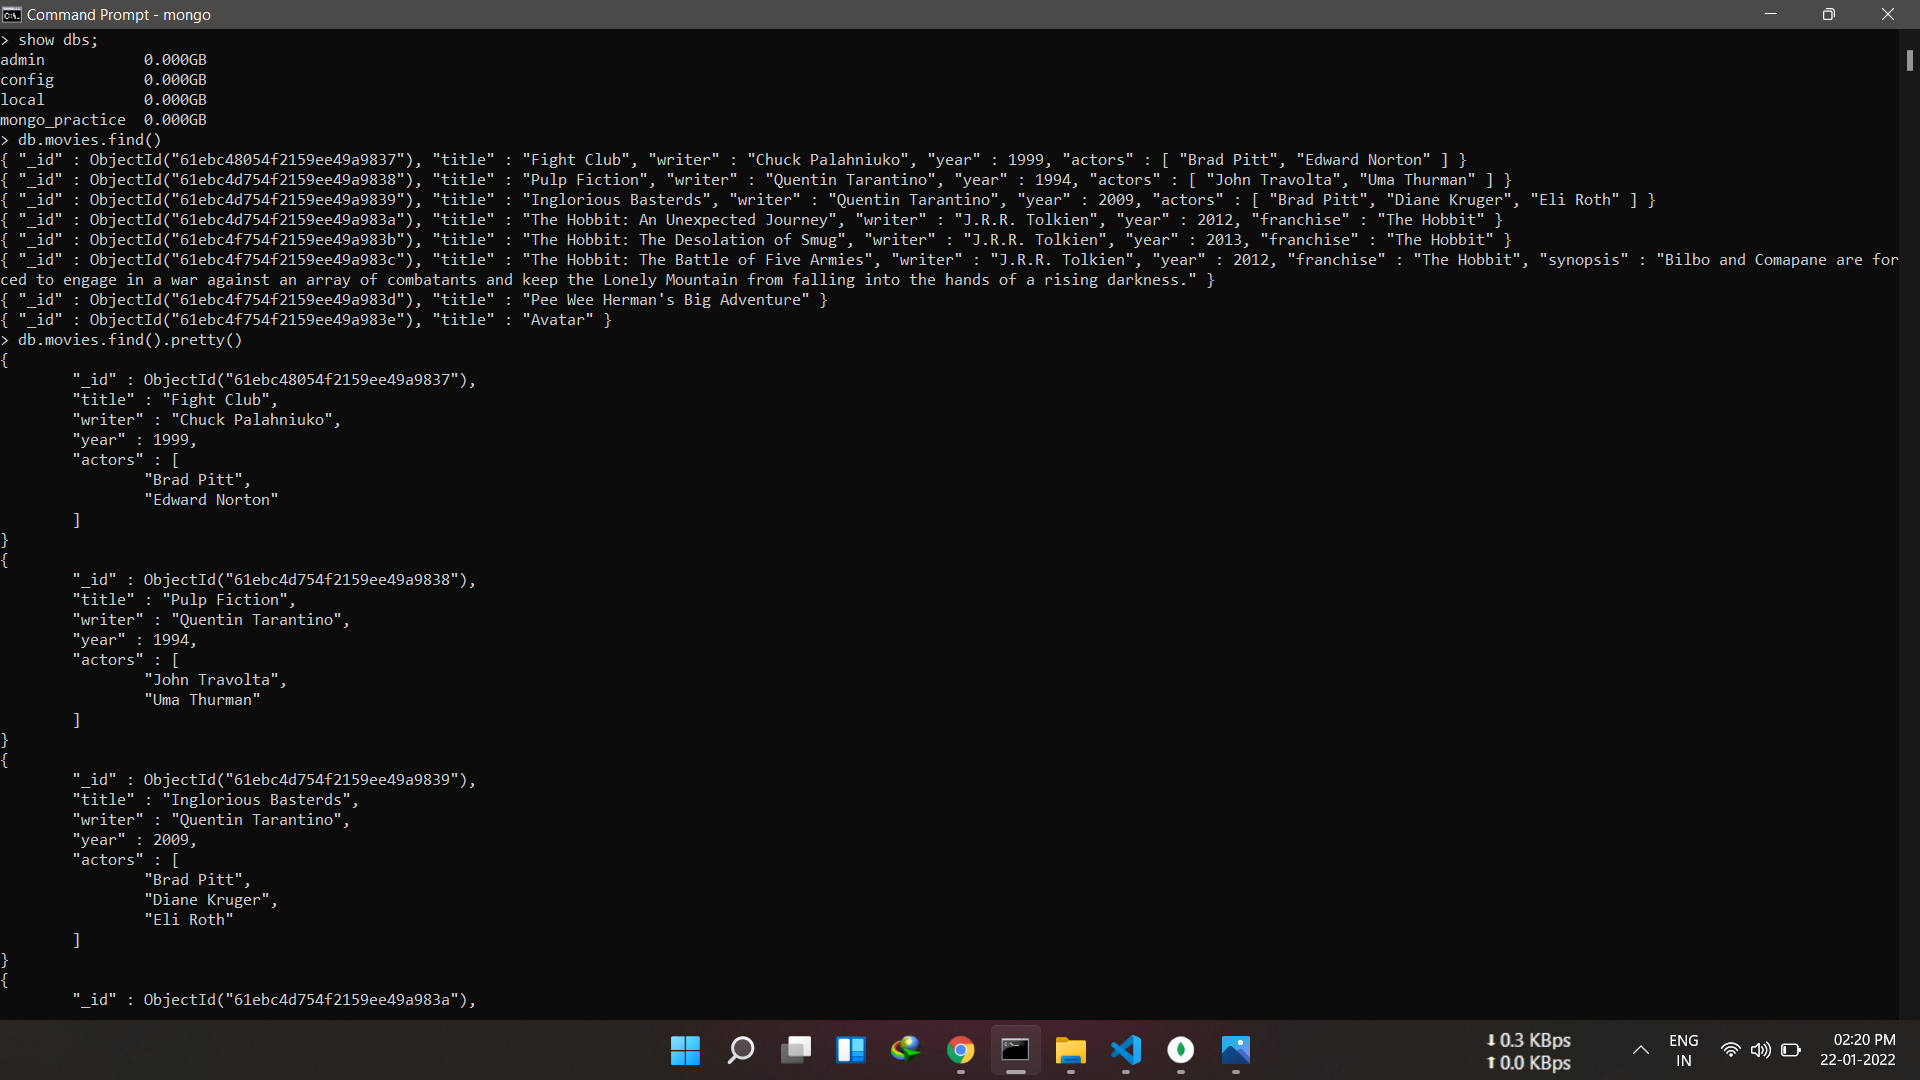 Command Prompt - mongo
> show dbs;
admin           0.000GB
config          0.000GB
local           0.000GB
mongo_practice  0.000GB
> db.movies.find()
{ "_id" : ObjectId("61ebc48054f2159ee49a9837"), "title" : "Fight Club", "writer" : "Chuck Palahniuko", "year" : 1999, "actors" : [ "Brad Pitt", "Edward Norton" ] }
{ "_id" : ObjectId("61ebc4d754f2159ee49a9838"), "title" : "Pulp Fiction", "writer" : "Quentin Tarantino", "year" : 1994, "actors" : [ "John Travolta", "Uma Thurman" ] }
{ "_id" : ObjectId("61ebc4d754f2159ee49a9839"), "title" : "Inglorious Basterds", "writer" : "Quentin Tarantino", "year" : 2009, "actors" : [ "Brad Pitt", "Diane Kruger", "Eli Roth" ] }
{ "_id" : ObjectId("61ebc4d754f2159ee49a983a"), "title" : "The Hobbit: An Unexpected Journey", "writer" : "J.R.R. Tolkien", "year" : 2012, "franchise" : "The Hobbit" }
{ "_id" : ObjectId("61ebc4f754f2159ee49a983b"), "title" : "The Hobbit: The Desolation of Smug", "writer" : "J.R.R. Tolkien", "year" : 2013, "franchise" : "The Hobbit" }
{ "_id" : ObjectId("61ebc4f754f2159ee49a983c"), "title" : "The Hobbit: The Battle of Five Armies", "writer" : "J.R.R. Tolkien", "year" : 2012, "franchise" : "The Hobbit", "synopsis" : "Bilbo and Comapane are for
ced to engage in a war against an array of combatants and keep the Lonely Mountain from falling into the hands of a rising darkness." }
{ "_id" : ObjectId("61ebc4f754f2159ee49a983d"), "title" : "Pee Wee Herman's Big Adventure" }
{ "_id" : ObjectId("61ebc4f754f2159ee49a983e"), "title" : "Avatar" }
> db.movies.find().pretty()
{
        "_id" : ObjectId("61ebc48054f2159ee49a9837"),
        "title" : "Fight Club",
        "writer" : "Chuck Palahniuko",
        "year" : 1999,
        "actors" : [
                "Brad Pitt",
                "Edward Norton"
        ]
}
{
        "_id" : ObjectId("61ebc4d754f2159ee49a9838"),
        "title" : "Pulp Fiction",
        "writer" : "Quentin Tarantino",
        "year" : 1994,
        "actors" : [
                "John Travolta",
                "Uma Thurman"
        ]
}
{
        "_id" : ObjectId("61ebc4d754f2159ee49a9839"),
        "title" : "Inglorious Basterds",
        "writer" : "Quentin Tarantino",
        "year" : 2009,
        "actors" : [
                "Brad Pitt",
                "Diane Kruger",
                "Eli Roth"
        ]
}
{
        "_id" : ObjectId("61ebc4d754f2159ee49a983a"),
0.3 KBps
0.0 KBps
ENG
IN
02:20 PM
22-01-2022